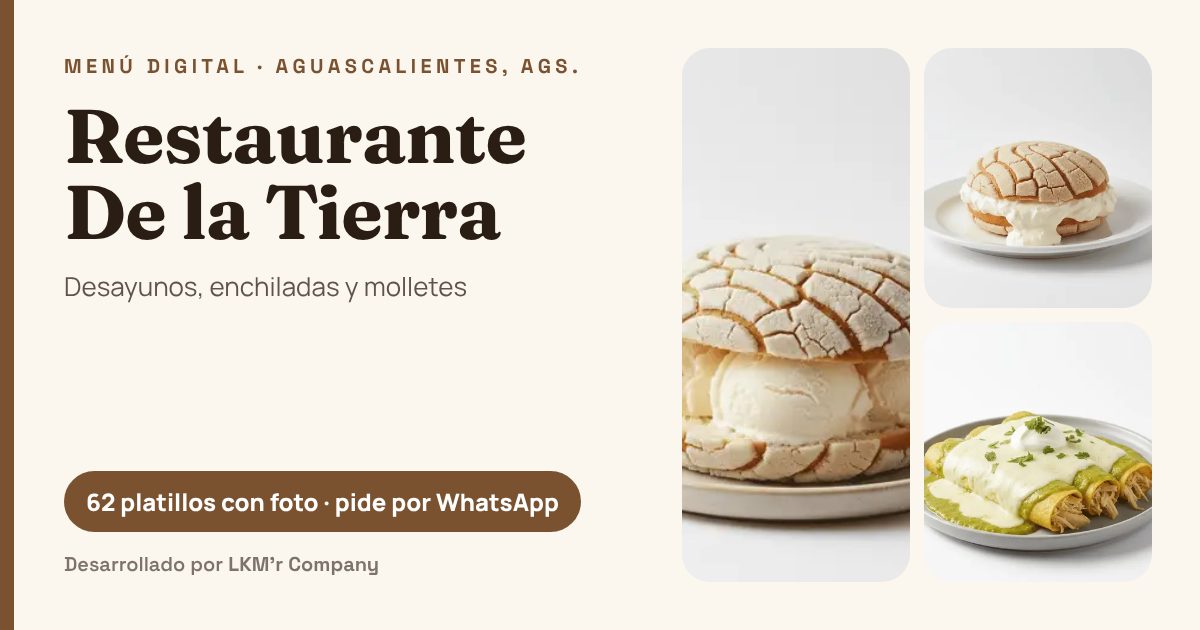 MENÚ DIGITAL · AGUASCALIENTES, AGS.
Restaurante
De la Tierra
Desayunos, enchiladas y molletes
62 platillos con foto · pide por WhatsApp
Desarrollado por LKM’r Company